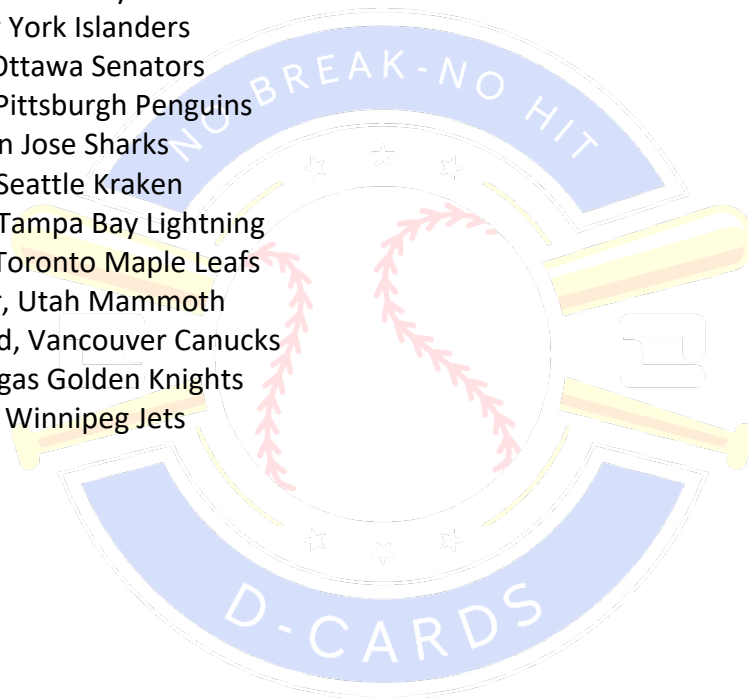 York Islanders
Ottawa Senators
Pittsburgh Penguins
n Jose Sharks
Seattle Kraken
Tampa Bay Lightning
Toronto Maple Leafs
, Utah Mammoth
d, Vancouver Canucks
gas Golden Knights
Winnipeg Jets
NO BREAK-NO HIT
D-CARDS